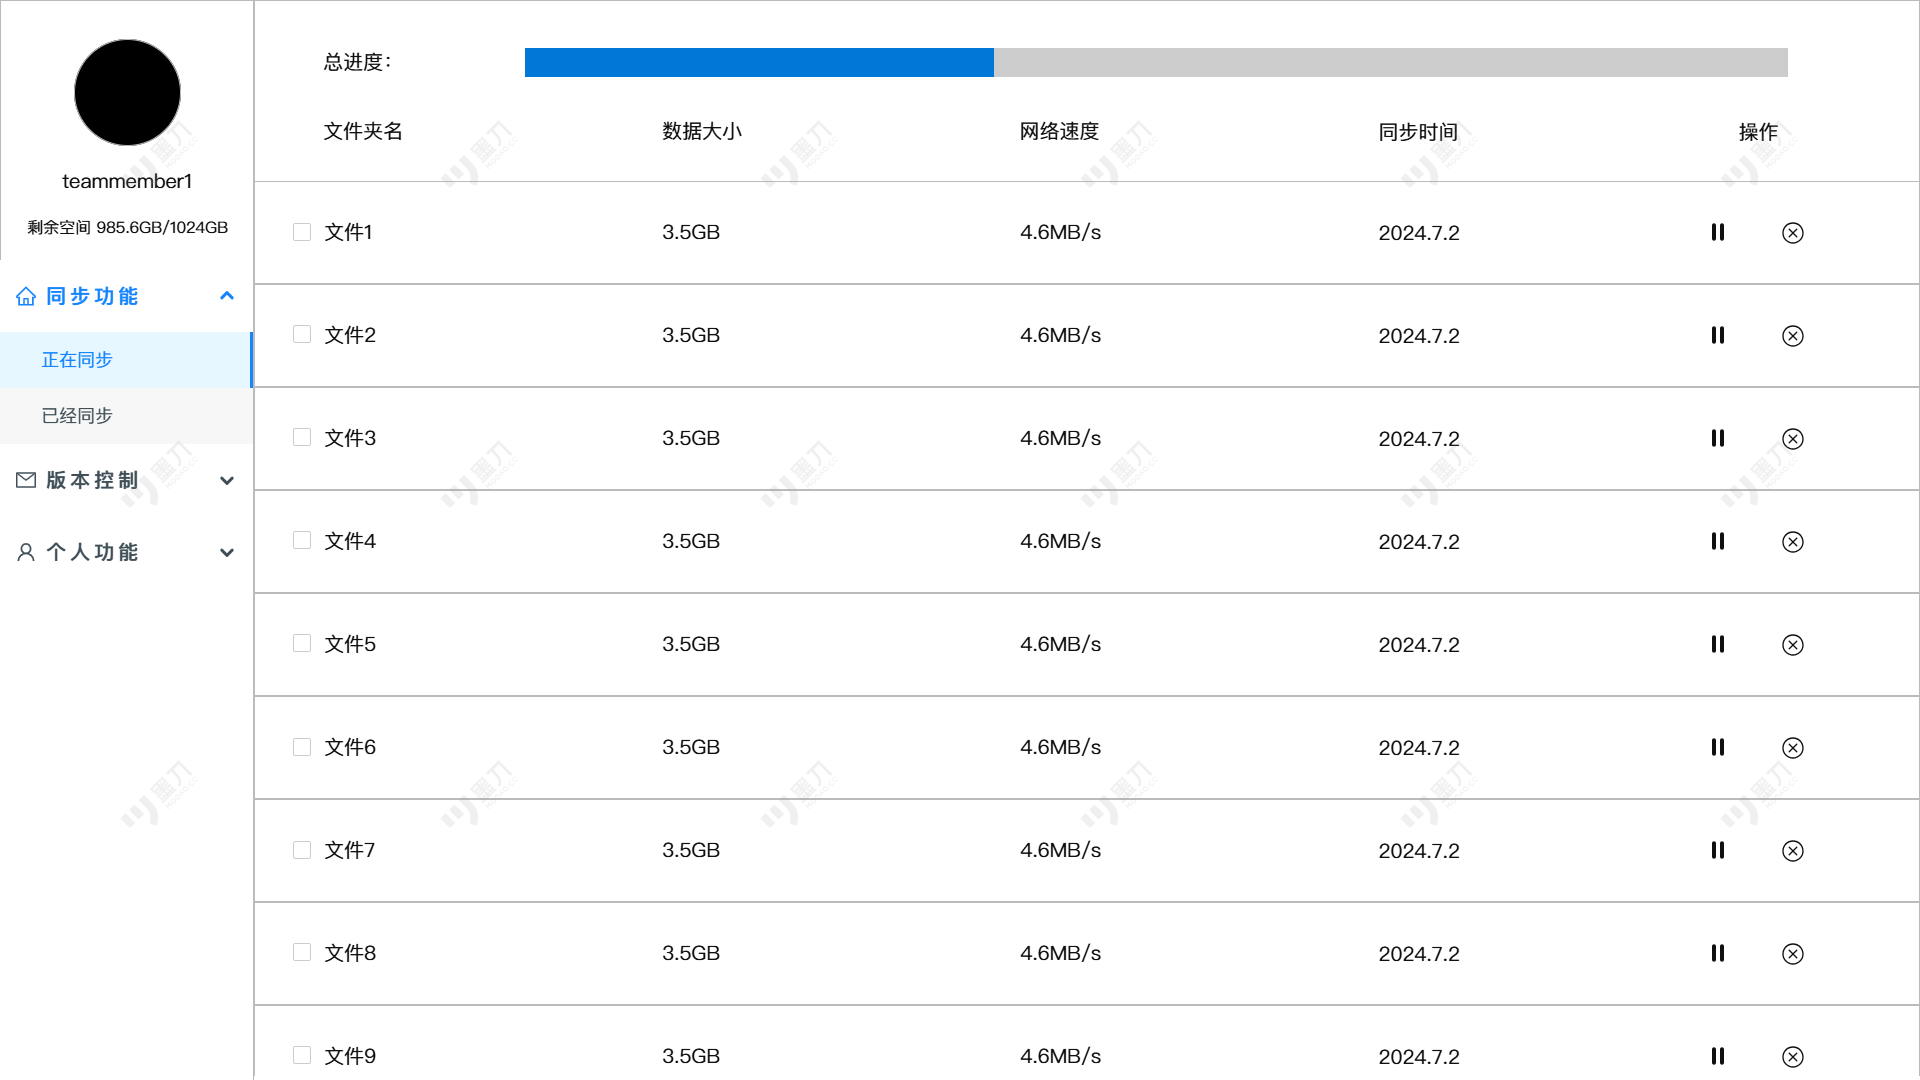 teammember1
剩余空间 985.6GB/1024GB
同步功能
正在同步
已经同步
版本控制
个人功能
总进度：
文件夹名 数据大小 网络速度 同步时间 操作
文件1 3.5GB 4.6MB/s 2024.7.2
文件2 3.5GB 4.6MB/s 2024.7.2
文件3 3.5GB 4.6MB/s 2024.7.2
文件4 3.5GB 4.6MB/s 2024.7.2
文件5 3.5GB 4.6MB/s 2024.7.2
文件6 3.5GB 4.6MB/s 2024.7.2
文件7 3.5GB 4.6MB/s 2024.7.2
文件8 3.5GB 4.6MB/s 2024.7.2
文件9 3.5GB 4.6MB/s 2024.7.2
墨刀